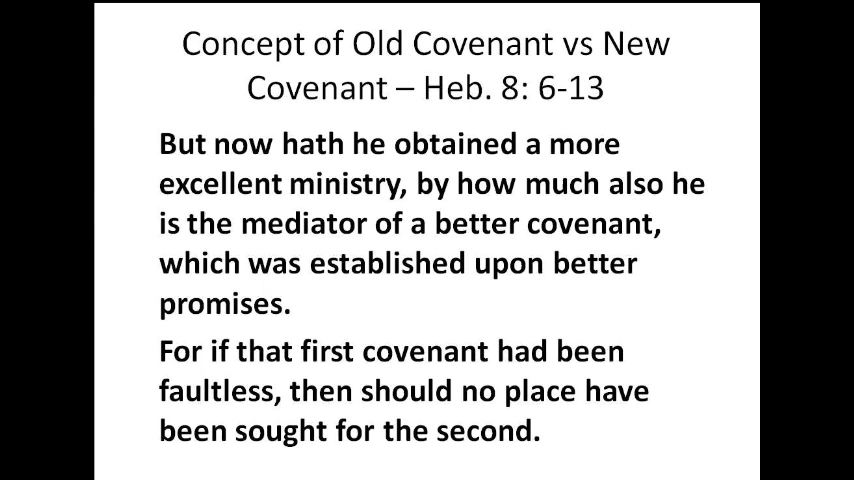 Concept of Old Covenant vs New
Covenant – Heb. 8: 6-13
But now hath he obtained a more
excellent ministry, by how much also he
is the mediator of a better covenant,
which was established upon better
promises.
For if that first covenant had been
faultless, then should no place have
been sought for the second.